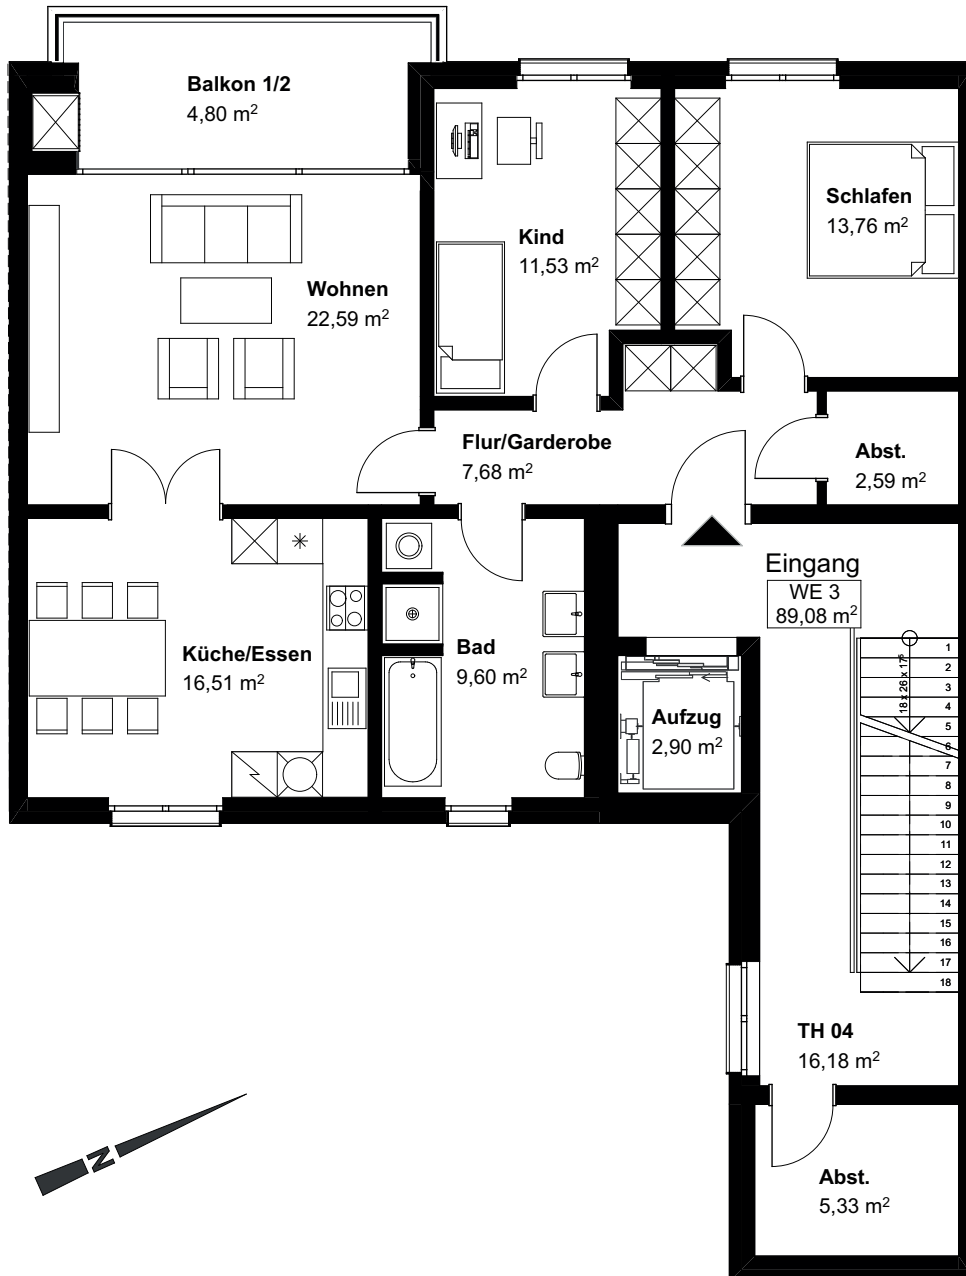 Balkon 1/2
4,80 m²
Schlafen
13,76 m²
Kind
11,53 m²
Wohnen
22,59 m²
Flur/Garderobe
7,68 m²
Abst.
2,59 m²
Eingang
WE 3
89,08 m²
Küche/Essen
16,51 m²
Bad
9,60 m²
Aufzug
2,90 m²
18 x 26 x 17⁵
1
2
3
4
5
6
7
8
9
10
11
12
13
14
15
16
17
18
TH 04
16,18 m²
N
Abst.
5,33 m²